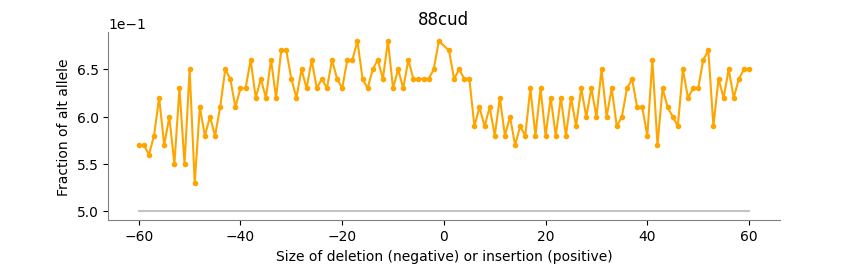 88cud
1e−1
Fraction of alt allele
6.5
6.0
5.5
5.0
−60
−40
−20
0
20
40
60
Size of deletion (negative) or insertion (positive)